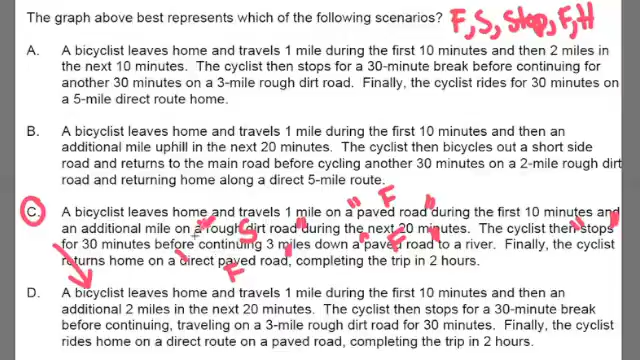 The graph above best represents which of the following scenarios? F, S, Stop, F, H
A. A bicyclist leaves home and travels 1 mile during the first 10 minutes and then 2 miles in
the next 10 minutes. The cyclist then stops for a 30-minute break before continuing for
another 30 minutes on a 3-mile rough dirt road. Finally, the cyclist rides for 30 minutes on
a 5-mile direct route home.
B. A bicyclist leaves home and travels 1 mile during the first 10 minutes and then an
additional mile uphill in the next 20 minutes. The cyclist then bicycles out a short side
road and returns to the main road before cycling another 30 minutes on a 2-mile rough dirt
road and returning home along a direct 5-mile route.
" F "
C. A bicyclist leaves home and travels 1 mile on a paved road during the first 10 minutes and
an additional mile on a rough dirt road during the next 20 minutes. The cyclist then stops
" S " " F " " "
for 30 minutes before continuing 3 miles down a paved road to a river. Finally, the cyclist
returns home on a direct paved road, completing the trip in 2 hours.
F
D. A bicyclist leaves home and travels 1 mile during the first 10 minutes and then an
additional 2 miles in the next 20 minutes. The cyclist then stops for a 30-minute break
before continuing, traveling on a 3-mile rough dirt road for 30 minutes. Finally, the cyclist
rides home on a direct route on a paved road, completing the trip in 2 hours.